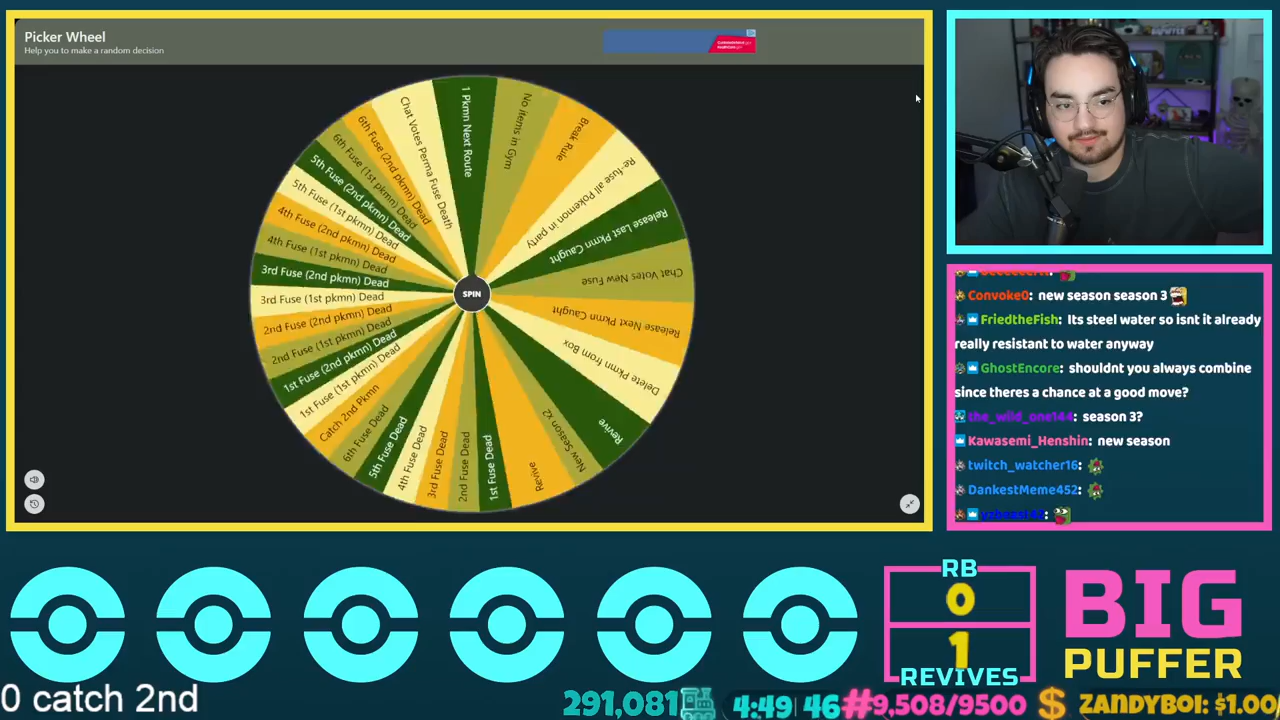 Picker Wheel
Help you to make a random decision
1 Pkmn Next Route
No items in Gym
Break Rule
Re-fuse all Pokemon in party
Release Last Pkmn Caught
Chat Votes New Fuse
Release Next Pkmn Caught
Delete Pkmn from Box
Revive
New Season x2
Revive
1st Fuse Dead
2nd Fuse Dead
3rd Fuse Dead
4th Fuse Dead
5th Fuse Dead
6th Fuse Dead
Catch 2nd Pkmn
1st Fuse (1st pkmn) Dead
1st Fuse (2nd pkmn) Dead
2nd Fuse (1st pkmn) Dead
2nd Fuse (2nd pkmn) Dead
3rd Fuse (1st pkmn) Dead
3rd Fuse (2nd pkmn) Dead
4th Fuse (1st pkmn) Dead
4th Fuse (2nd pkmn) Dead
5th Fuse (1st pkmn) Dead
5th Fuse (2nd pkmn) Dead
6th Fuse (1st pkmn) Dead
6th Fuse (2nd pkmn) Dead
Chat Votes Perma Fuse Death
SPIN
Convoke0: new season season 3
FriedtheFish: Its steel water so isnt it already
really resistant to water anyway
GhostEncore: shouldnt you always combine
since theres a chance at a good move?
the_wild_one144: season 3?
Kawasemi_Henshin: new season
twitch_watcher16:
DankestMeme452:
RB
0
1
REVIVES
BIG
PUFFER
0 catch 2nd
291,081
4:49 46
#9,508/9500
$ ZANDYBOI: $1.00